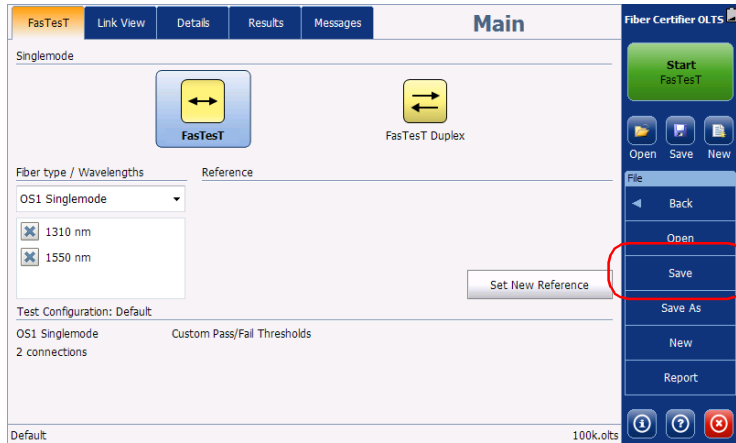 FasTesT Link View Details Results Messages Main
Singlemode
FasTesT FasTesT Duplex
Fiber type / Wavelengths Reference
OS1 Singlemode
1310 nm
1550 nm
Set New Reference
Test Configuration: Default
OS1 Singlemode Custom Pass/Fail Thresholds
2 connections
Default 100k.olts
Fiber Certifier OLTS
Start
FasTesT
Open Save New
File
Back
Open
Save
Save As
New
Report